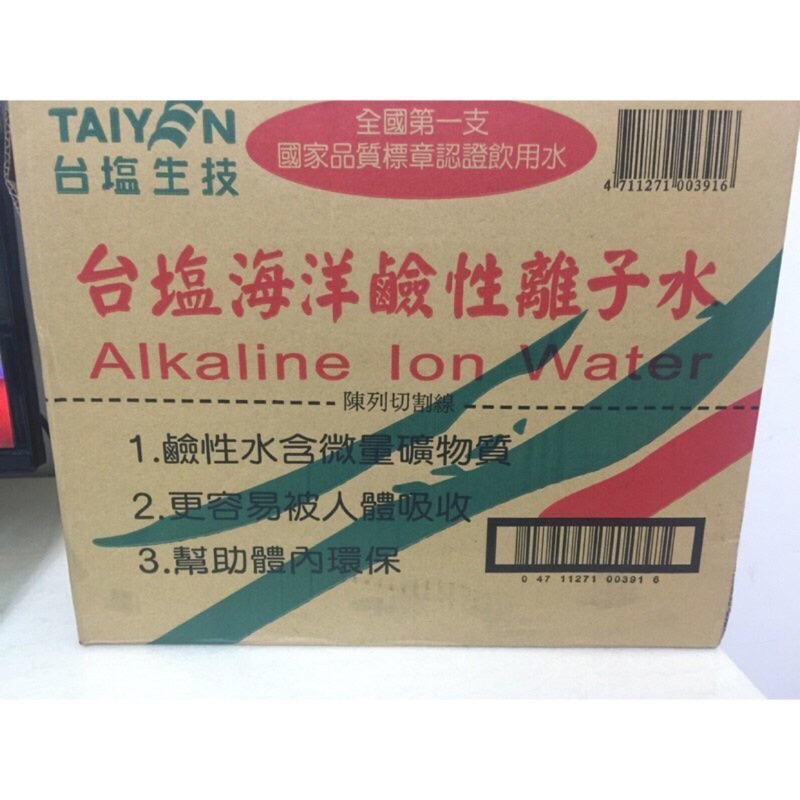 TAIYEN
台塩生技
全國第一支
國家品質標章認證飲用水
4 711271 003916
台塩海洋鹼性離子水
Alkaline Ion Water
陳列切割線
1.鹼性水含微量礦物質
2.更容易被人體吸收
3.幫助體內環保
0 47 11271 00391 6